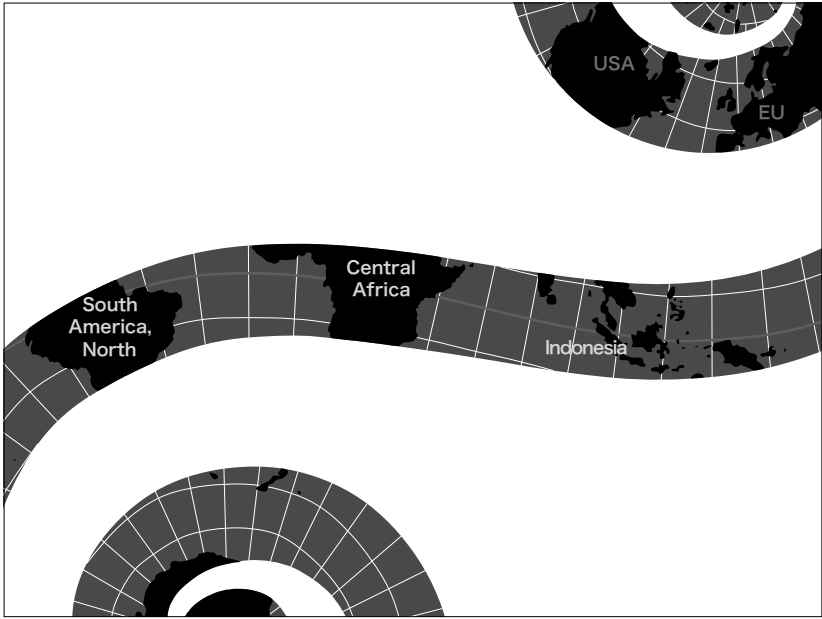 USA
EU
South
America,
North
Central
Africa
Indonesia